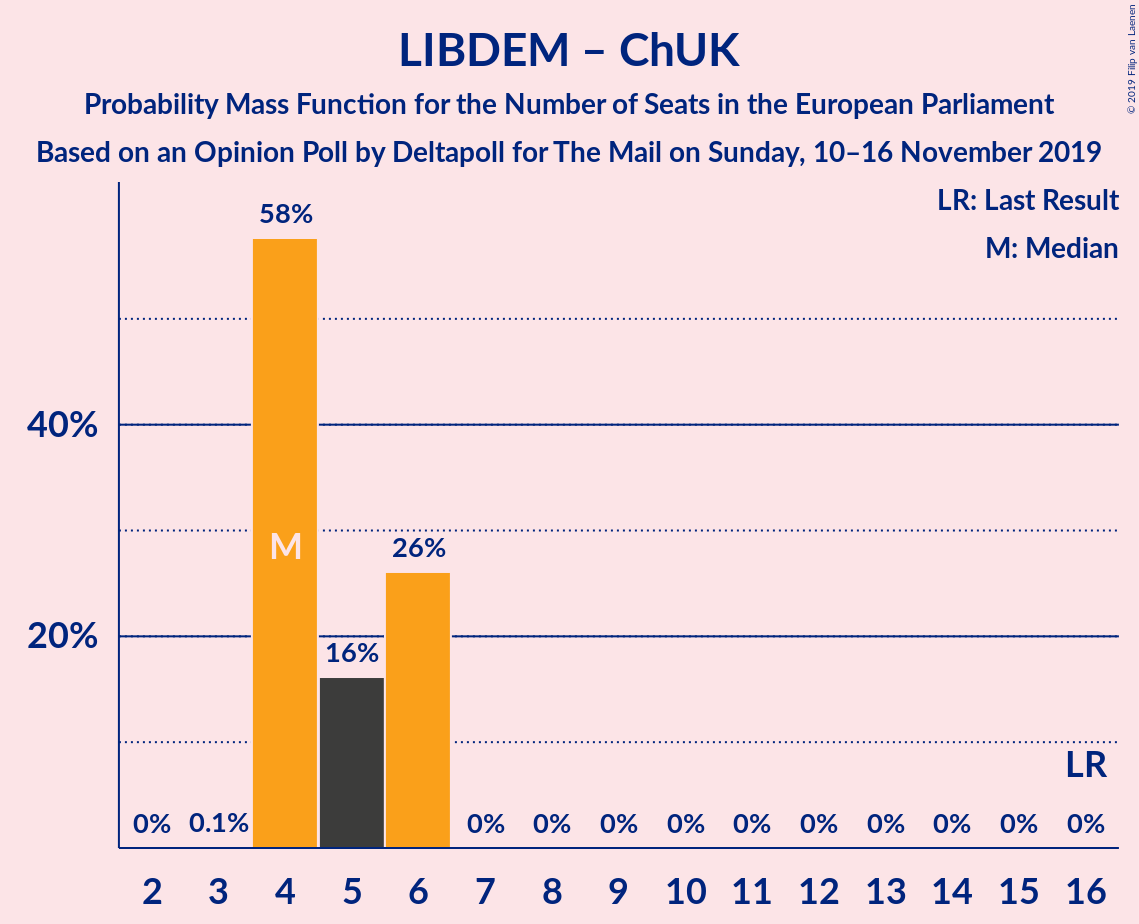 LIBDEM – ChUK
Probability Mass Function for the Number of Seats in the European Parliament
Based on an Opinion Poll by Deltapoll for The Mail on Sunday, 10–16 November 2019
© 2019 Filip van Laenen
LR: Last Result
M: Median
58%
40%
M
26%
20%
16%
LR
0% 0.1% 0% 0% 0% 0% 0% 0% 0% 0% 0% 0%
2 3 4 5 6 7 8 9 10 11 12 13 14 15 16